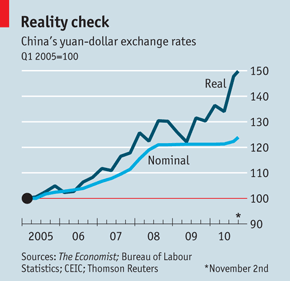 Reality check
China's yuan-dollar exchange rates
Q1 2005=100
150
Real
140
130
120
Nominal
110
100
90
*
2005 06 07 08 09 10
Sources: The Economist; Bureau of Labour
Statistics; CEIC; Thomson Reuters *November 2nd